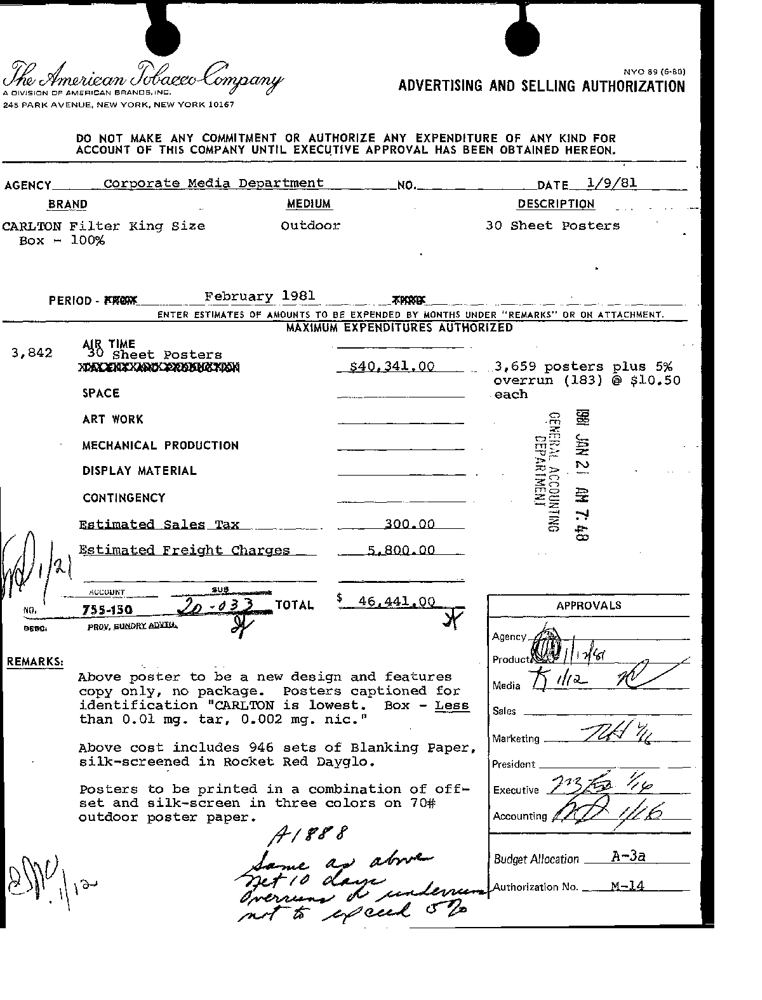 NYO 89 (6-80)
The American Tobacco Company
A DIVISION OF AMERICAN BRANDS, INC.
245 PARK AVENUE, NEW YORK, NEW YORK 10167
ADVERTISING AND SELLING AUTHORIZATION
DO NOT MAKE ANY COMMITMENT OR AUTHORIZE ANY EXPENDITURE OF ANY KIND FOR
ACCOUNT OF THIS COMPANY UNTIL EXECUTIVE APPROVAL HAS BEEN OBTAINED HEREON.
AGENCY Corporate Media Department NO. DATE 1/9/81
BRAND MEDIUM DESCRIPTION
CARLTON Filter King Size Outdoor 30 Sheet Posters
Box - 100%
PERIOD - February 1981
ENTER ESTIMATES OF AMOUNTS TO BE EXPENDED BY MONTHS UNDER "REMARKS" OR ON ATTACHMENT.
MAXIMUM EXPENDITURES AUTHORIZED
AIR TIME
3,842 30 Sheet Posters
$40,341.00 3,659 posters plus 5%
overrun (183) @ $10.50
each
SPACE
ART WORK
MECHANICAL PRODUCTION
DISPLAY MATERIAL
CONTINGENCY
1981 JAN 21 AM 7:48
GENERAL ACCOUNTING
DEPARTMENT
Estimated Sales Tax 300.00
Estimated Freight Charges 5,800.00
1/21
ACCOUNT SUB
NO. 755-150 20-033 TOTAL $ 46,441.00
DESC. PROV. SUNDRY ADVTG.
APPROVALS
Agency
Product 1/12/81
Media 1/12
Sales
Marketing
President
Executive 1/16
Accounting 1/16
Budget Allocation A-3a
Authorization No. M-14
REMARKS:
Above poster to be a new design and features
copy only, no package. Posters captioned for
identification "CARLTON is lowest. Box - Less
than 0.01 mg. tar, 0.002 mg. nic."
Above cost includes 946 sets of Blanking Paper,
silk-screened in Rocket Red Dayglo.
Posters to be printed in a combination of off-
set and silk-screen in three colors on 70#
outdoor poster paper.
A1888
Same as above
Net 10 days
Overruns & underruns
not to exceed 5%
1/12